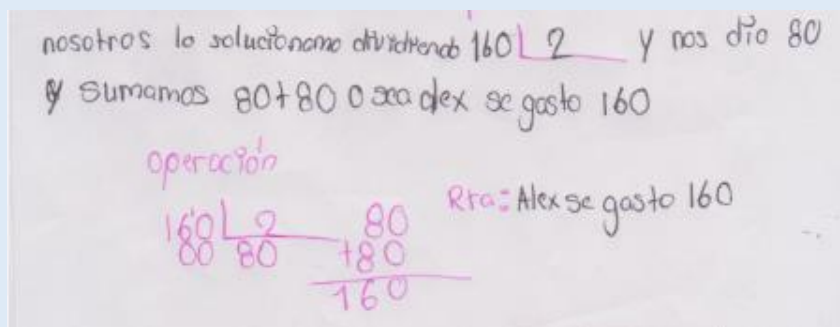 nosotros lo solucionamo dividiendo 160 2 y nos dio 80
y sumamos 80+80 o sea alex se gasto 160
operación
160 2 80
80 80 +80
160
Rta: Alex se gasto 160